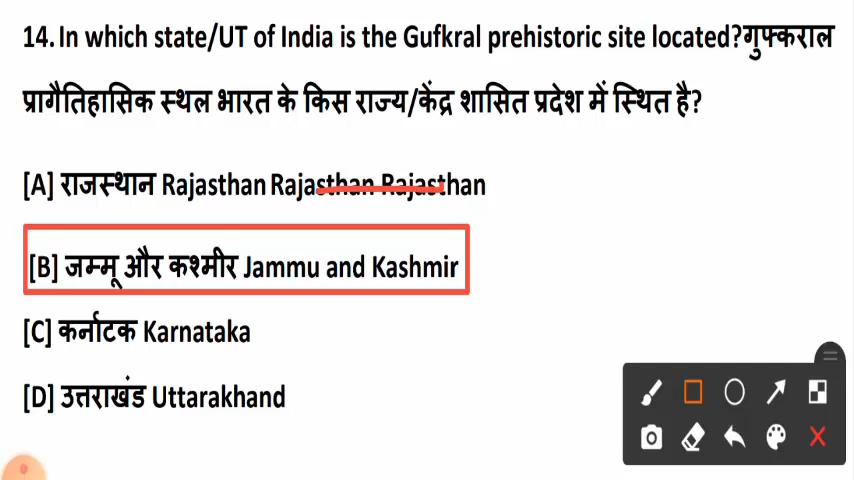 14. In which state/UT of India is the Gufkral prehistoric site located?गुफ्कराल
प्रागैतिहासिक स्थल भारत के किस राज्य/केंद्र शासित प्रदेश में स्थित है?
[A] राजस्थान Rajasthan Rajasthan Rajasthan
[B] जम्मू और कश्मीर Jammu and Kashmir
[C] कर्नाटक Karnataka
[D] उत्तराखंड Uttarakhand